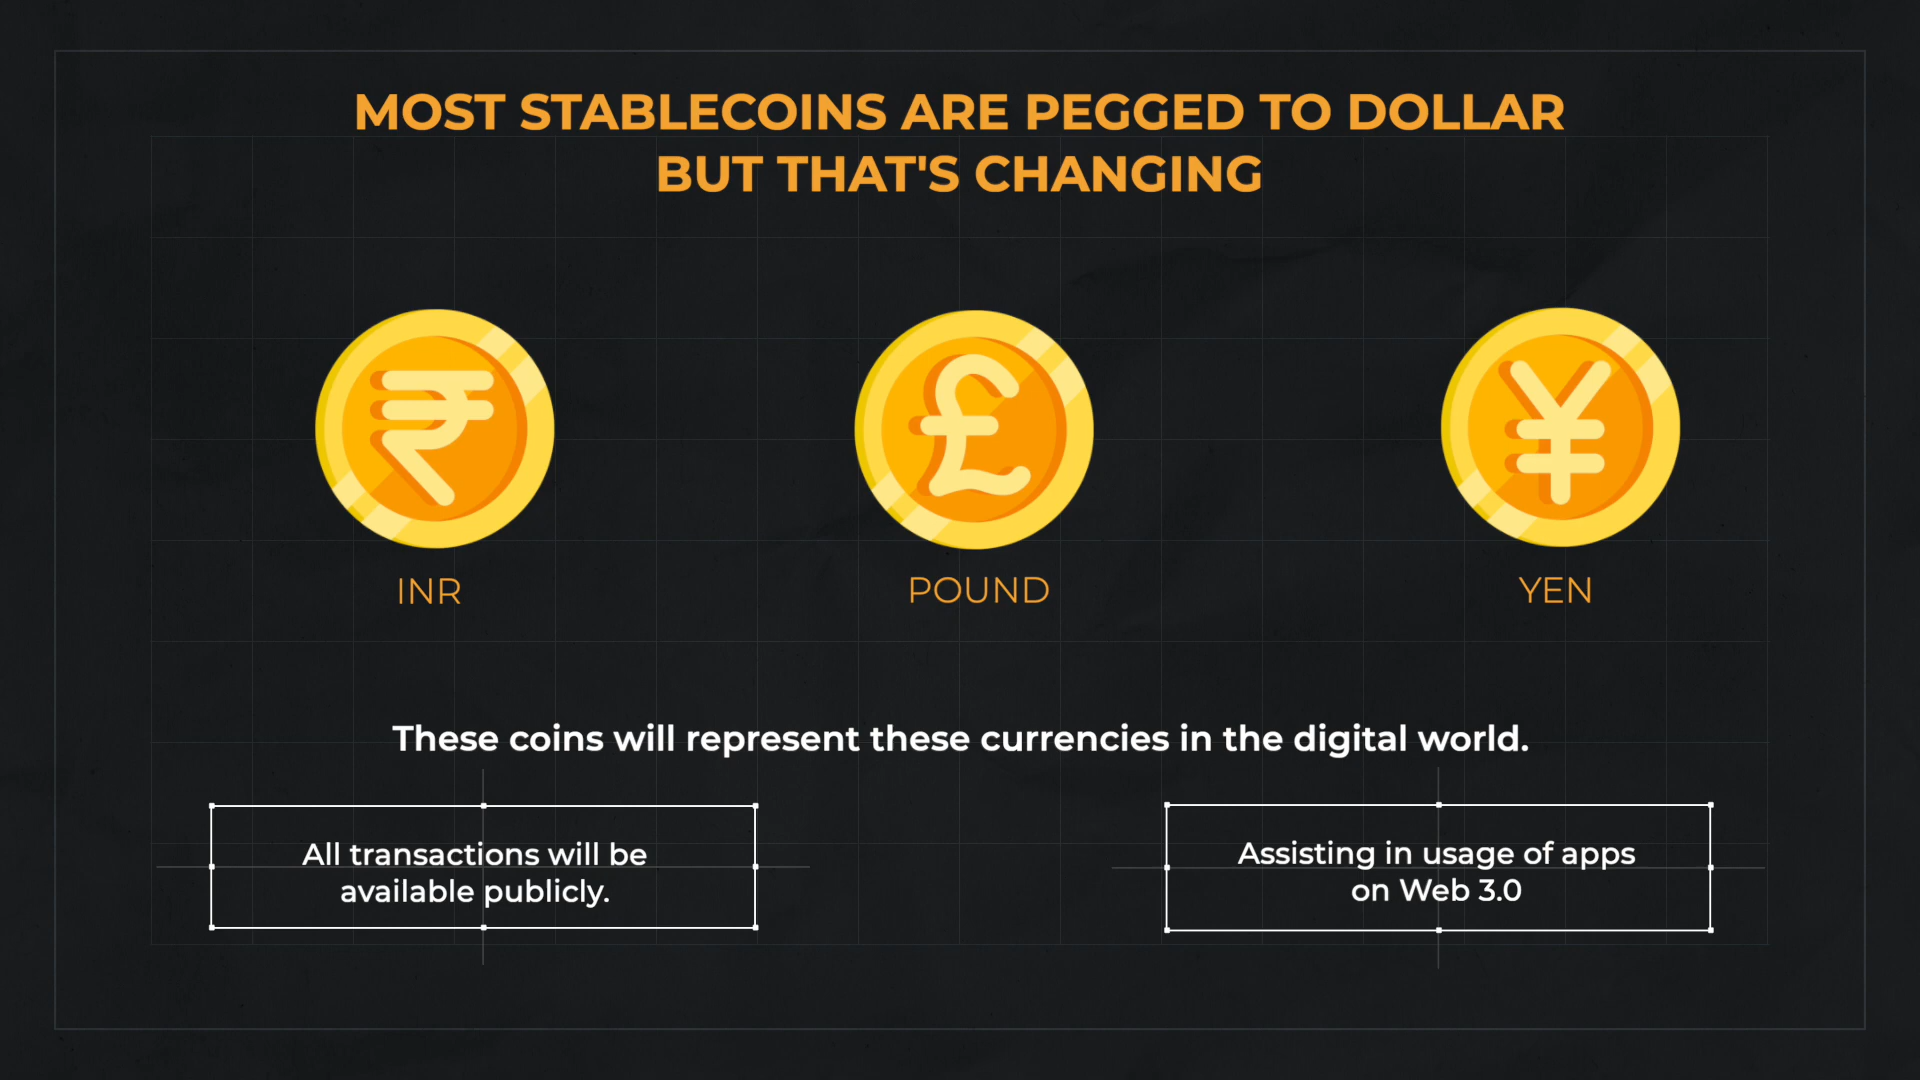 MOST STABLECOINS ARE PEGGED TO DOLLAR
BUT THAT'S CHANGING
₹
£
¥
INR
POUND
YEN
These coins will represent these currencies in the digital world.
All transactions will be
available publicly.
Assisting in usage of apps
on Web 3.0